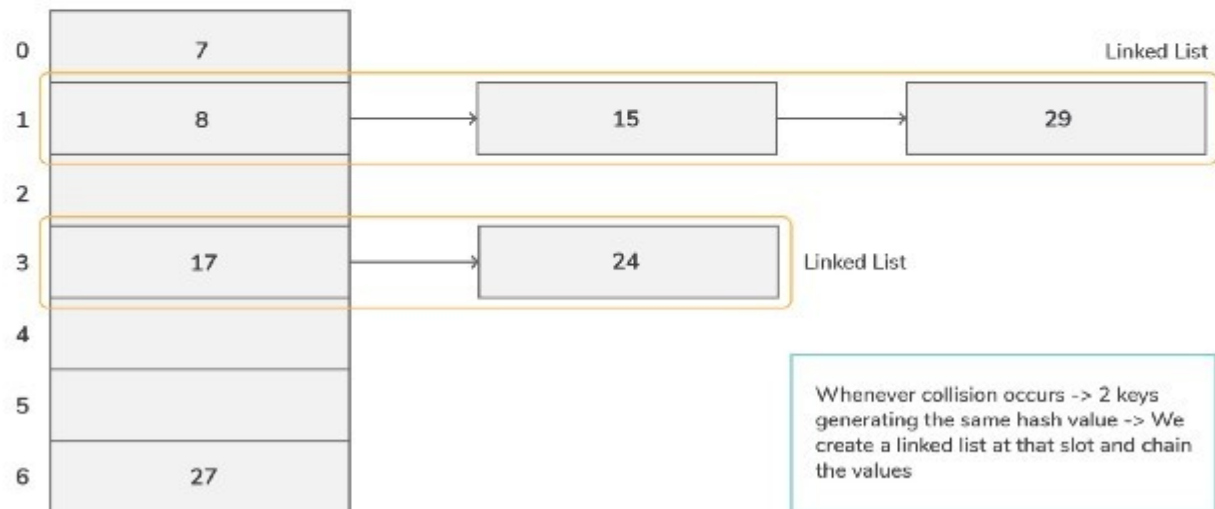 0 7 Linked List
1 8 15 29
2
3 17 24 Linked List
4
5
6 27
Whenever collision occurs -> 2 keys
generating the same hash value -> We
create a linked list at that slot and chain
the values